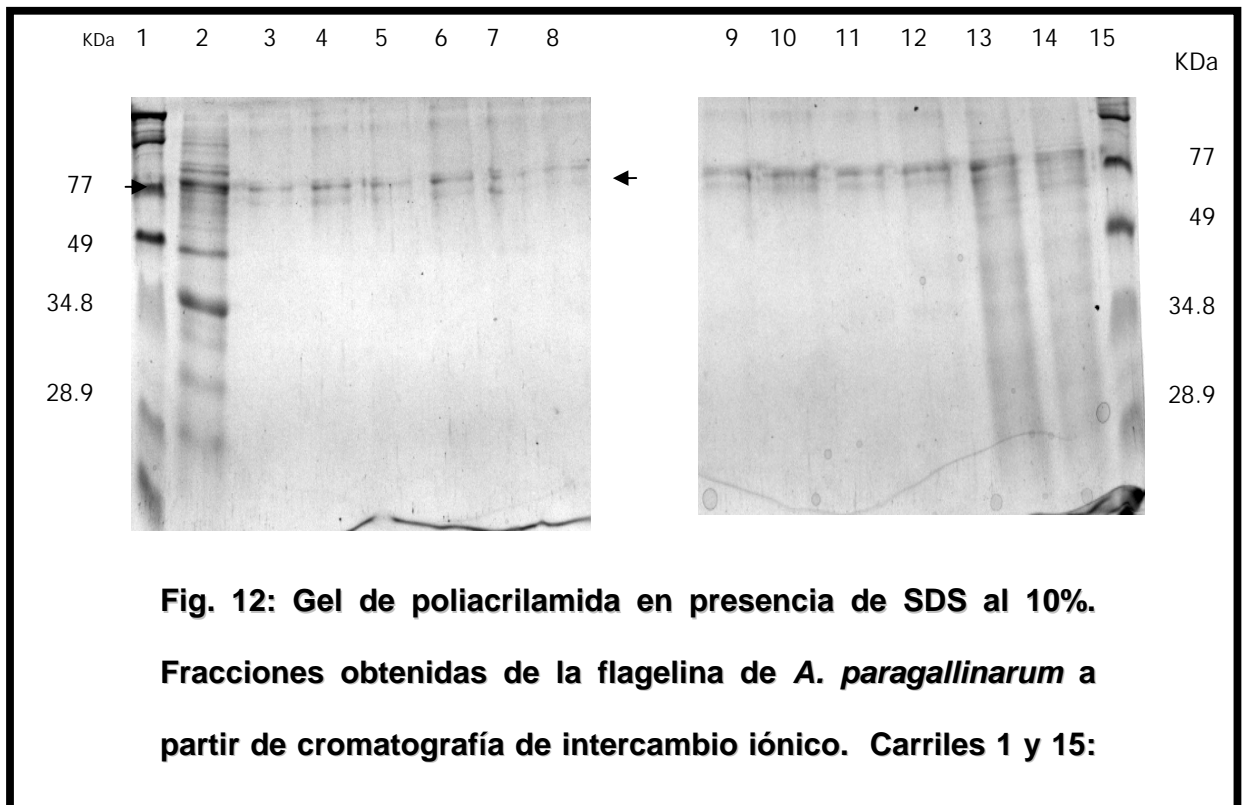 KDa 1 2 3 4 5 6 7 8 9 10 11 12 13 14 15
KDa
77 77
49 49
34.8 34.8
28.9 28.9
Fig. 12: Gel de poliacrilamida en presencia de SDS al 10%.
Fracciones obtenidas de la flagelina de A. paragallinarum a
partir de cromatografía de intercambio iónico. Carriles 1 y 15: